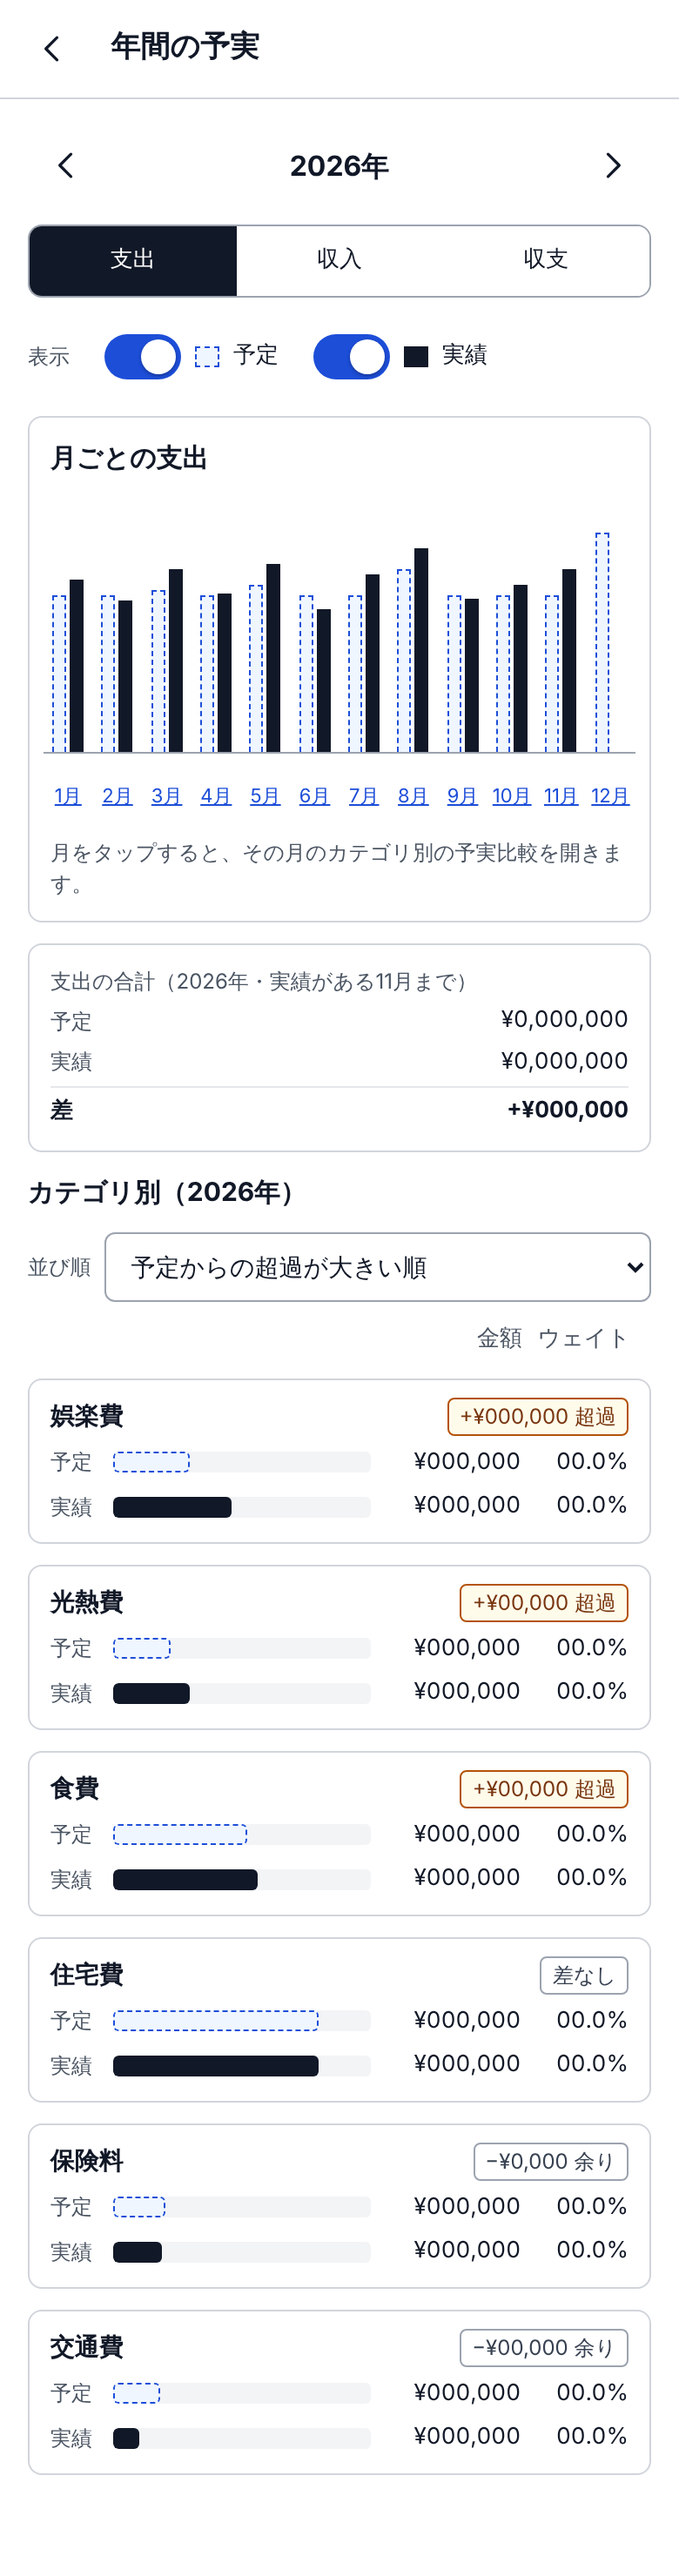 年間の予実
2026年
支出 収入 収支
表示 予定 実績
月ごとの支出
1月 2月 3月 4月 5月 6月 7月 8月 9月 10月 11月 12月
月をタップすると、その月のカテゴリ別の予実比較を開きま
す。
支出の合計（2026年・実績がある11月まで）
予定 ¥0,000,000
実績 ¥0,000,000
差 +¥000,000
カテゴリ別（2026年）
並び順 予定からの超過が大きい順
金額 ウェイト
娯楽費 +¥000,000 超過
予定 ¥000,000 00.0%
実績 ¥000,000 00.0%
光熱費 +¥00,000 超過
予定 ¥000,000 00.0%
実績 ¥000,000 00.0%
食費 +¥00,000 超過
予定 ¥000,000 00.0%
実績 ¥000,000 00.0%
住宅費 差なし
予定 ¥000,000 00.0%
実績 ¥000,000 00.0%
保険料 −¥0,000 余り
予定 ¥000,000 00.0%
実績 ¥000,000 00.0%
交通費 −¥00,000 余り
予定 ¥000,000 00.0%
実績 ¥000,000 00.0%